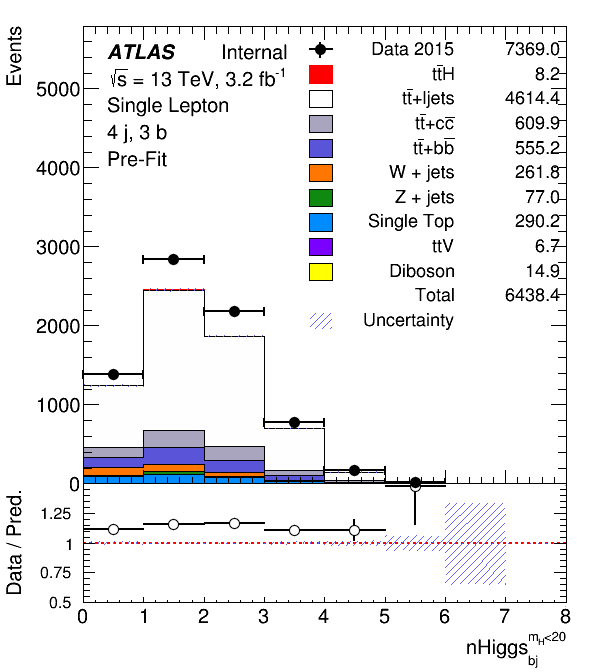 Events
ATLAS Internal
√s = 13 TeV, 3.2 fb-1
Single Lepton
4 j, 3 b
Pre-Fit
Data 2015 7369.0
tt̄H 8.2
tt̄+ljets 4614.4
tt̄+cc̄ 609.9
tt̄+bb̄ 555.2
W + jets 261.8
Z + jets 77.0
Single Top 290.2
ttV 6.7
Diboson 14.9
Total 6438.4
Uncertainty
5000
4000
3000
2000
1000
0
Data / Pred.
1.25
1
0.75
0.5
0 1 2 3 4 5 6 7 8
nHiggs bj mH<20